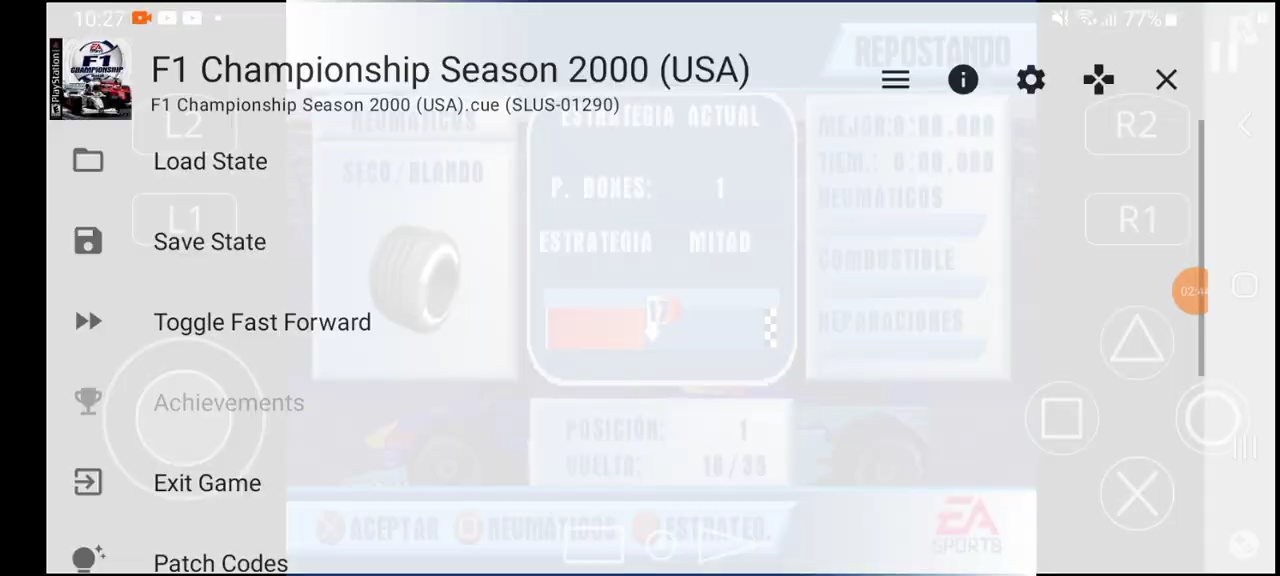 10:27
77%
F1 Championship Season 2000 (USA)
F1 Championship Season 2000 (USA).cue (SLUS-01290)
REPOSTANDO
L2
R2
Load State
NEUMÁTICOS
SECO/BLANDO
ESTRATEGIA ACTUAL
MEJOR:0:00.000
TIEM.: 0:00.000
P. BOXES: 1
NEUMÁTICOS
L1
R1
Save State
ESTRATEGIA MITAD
COMBUSTIBLE
02:44
Toggle Fast Forward
17
REPARACIONES
Achievements
POSICIÓN: 1
VUELTA: 18/35
Exit Game
ACEPTAR NEUMÁTICOS ESTRATEG.
EA
SPORTS
Patch Codes